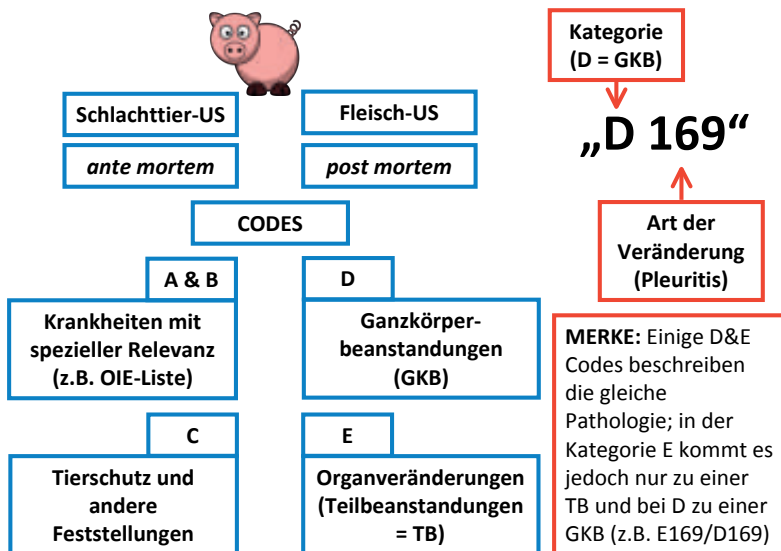 Schlachttier-US
ante mortem
Fleisch-US
post mortem
CODES
A & B
Krankheiten mit
spezieller Relevanz
(z.B. OIE-Liste)
D
Ganzkörper-
beanstandungen
(GKB)
C
Tierschutz und
andere
Feststellungen
E
Organveränderungen
(Teilbeanstandungen
= TB)
Kategorie
(D = GKB)
„D 169“
Art der
Veränderung
(Pleuritis)
MERKE: Einige D&E
Codes beschreiben
die gleiche
Pathologie; in der
Kategorie E kommt es
jedoch nur zu einer
TB und bei D zu einer
GKB (z.B. E169/D169)